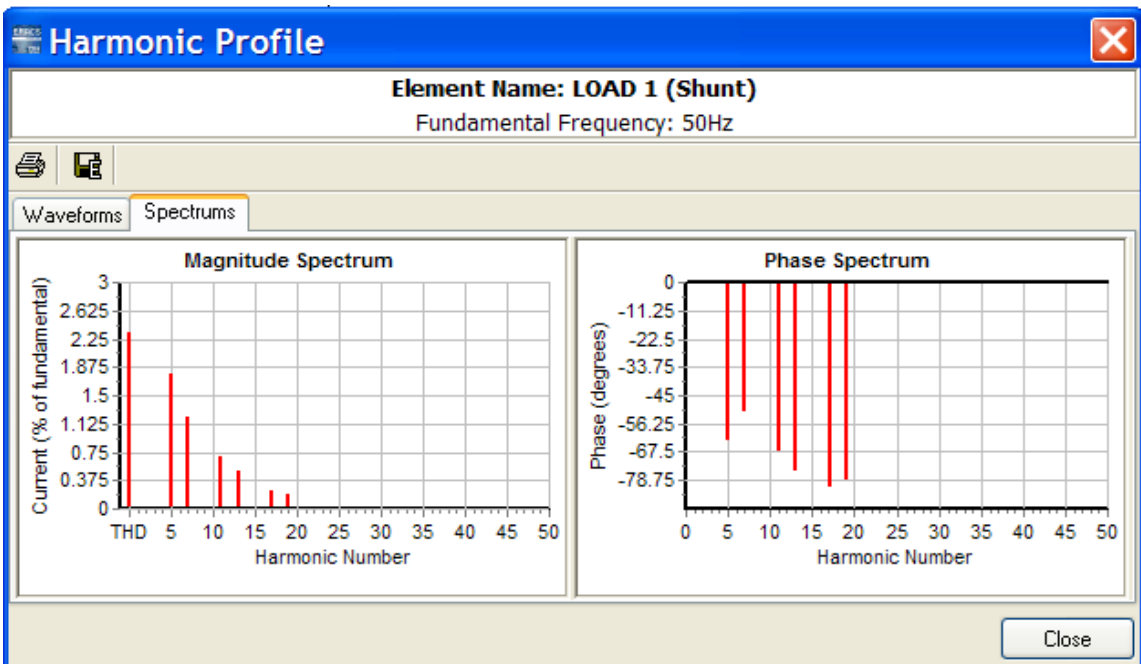 Harmonic Profile
Element Name: LOAD 1 (Shunt)
Fundamental Frequency: 50Hz
Waveforms
Spectrums
Magnitude Spectrum
Current (% of fundamental)
3
2.625
2.25
1.875
1.5
1.125
0.75
0.375
0
THD 5 10 15 20 25 30 35 40 45 50
Harmonic Number
Phase Spectrum
Phase (degrees)
0
-11.25
-22.5
-33.75
-45
-56.25
-67.5
-78.75
0 5 10 15 20 25 30 35 40 45 50
Harmonic Number
Close